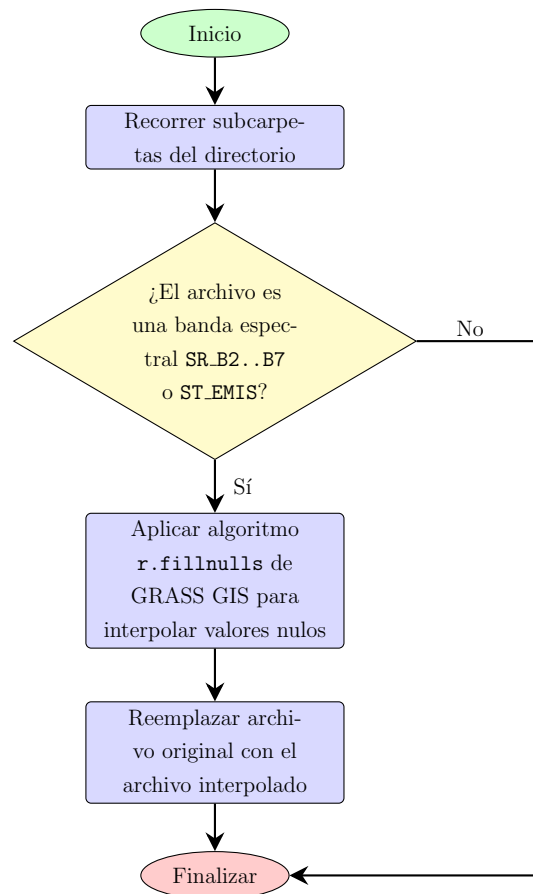 Inicio
Recorrer subcarpe-
tas del directorio
¿El archivo es
una banda espec-
tral SR_B2..B7
o ST_EMIS?
No
Sí
Aplicar algoritmo
r.fillnulls de
GRASS GIS para
interpolar valores nulos
Reemplazar archi-
vo original con el
archivo interpolado
Finalizar